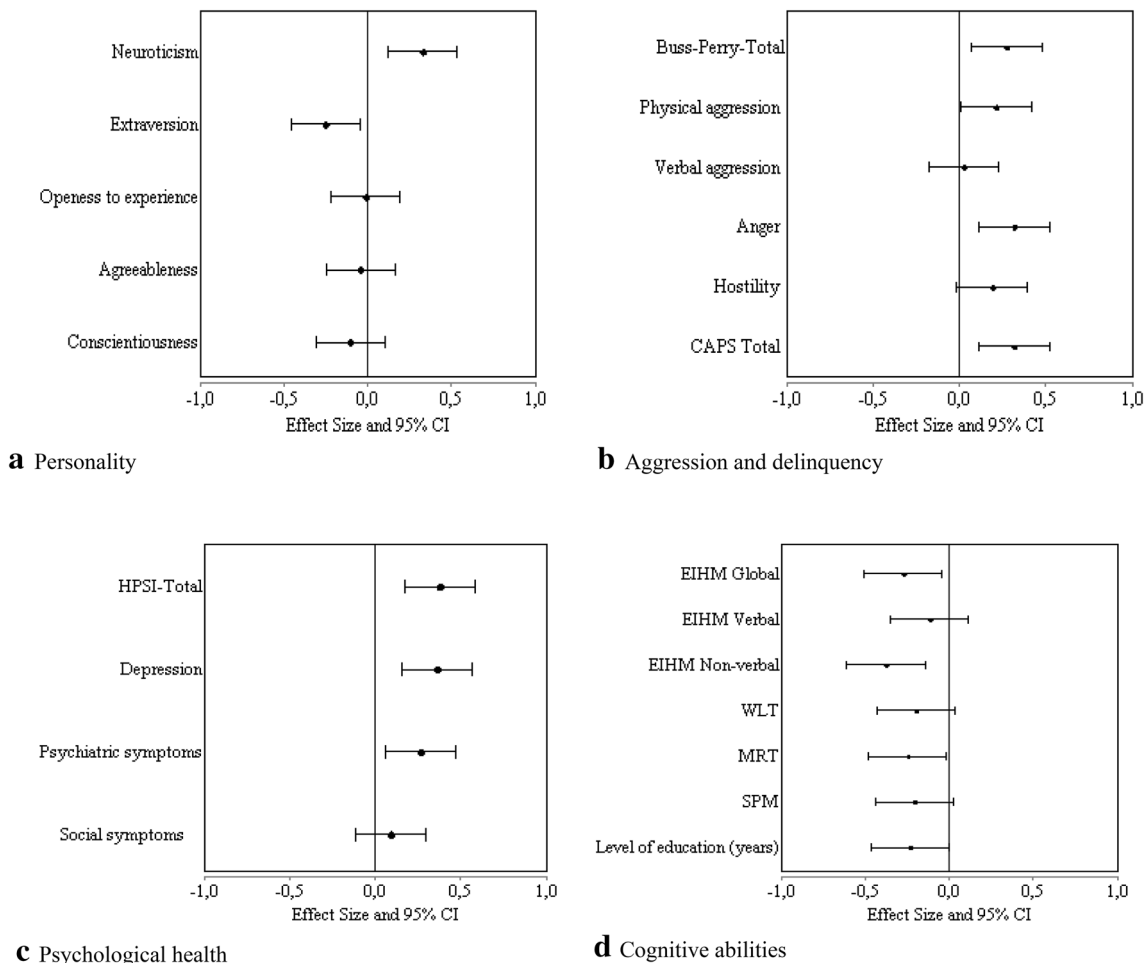 Neuroticism
Extraversion
Openess to experience
Agreeableness
Conscientiousness
-1,0 -0,5 0,0 0,5 1,0
Effect Size and 95% CI
a Personality
Buss-Perry-Total
Physical aggression
Verbal aggression
Anger
Hostility
CAPS Total
-1,0 -0,5 0,0 0,5 1,0
Effect Size and 95% CI
b Aggression and delinquency
HPSI-Total
Depression
Psychiatric symptoms
Social symptoms
-1,0 -0,5 0,0 0,5 1,0
Effect Size and 95% CI
c Psychological health
EIHM Global
EIHM Verbal
EIHM Non-verbal
WLT
MRT
SPM
Level of education (years)
-1,0 -0,5 0,0 0,5 1,0
Effect Size and 95% CI
d Cognitive abilities